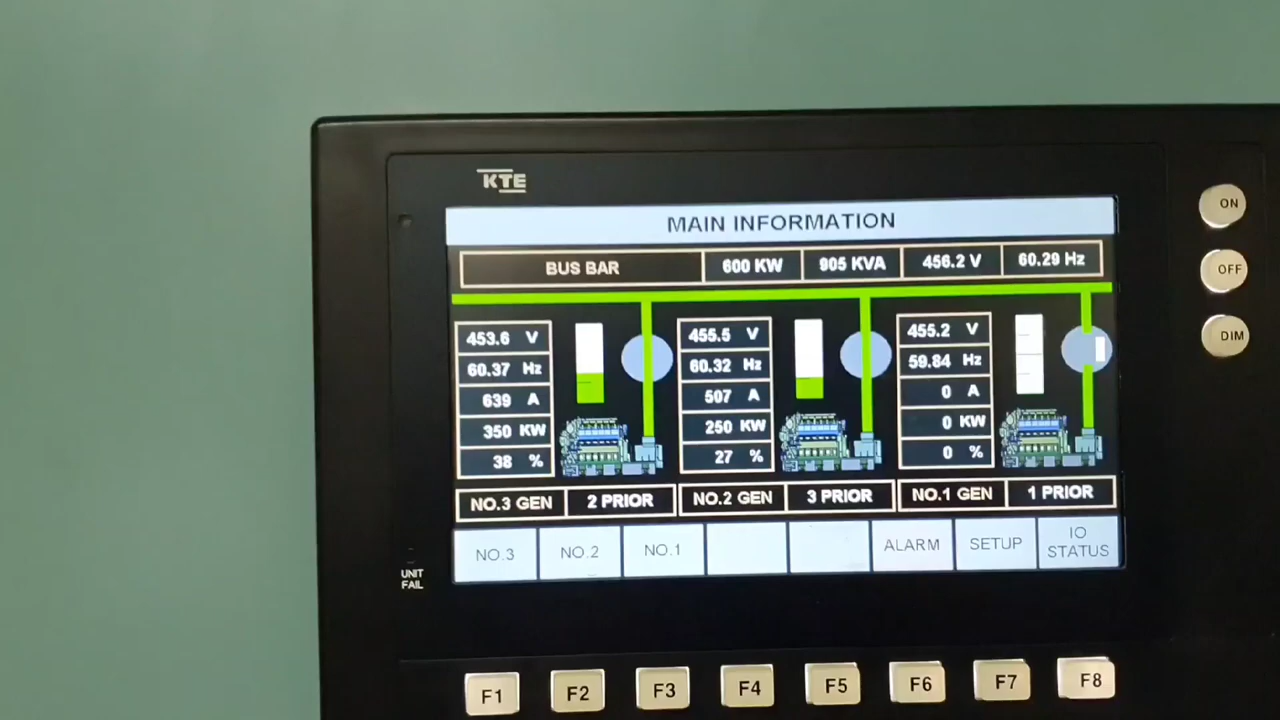 KTE
MAIN INFORMATION
BUS BAR 600 KW 905 KVA 456.2 V 60.29 Hz
453.6 V
60.37 Hz
639 A
350 KW
38 %
455.5 V
60.32 Hz
507 A
250 KW
27 %
455.2 V
59.84 Hz
0 A
0 KW
0 %
NO.3 GEN 2 PRIOR NO.2 GEN 3 PRIOR NO.1 GEN 1 PRIOR
NO.3 NO.2 NO.1 ALARM SETUP IO
STATUS
UNIT
FAIL
F1 F2 F3 F4 F5 F6 F7 F8
ON
OFF
DIM